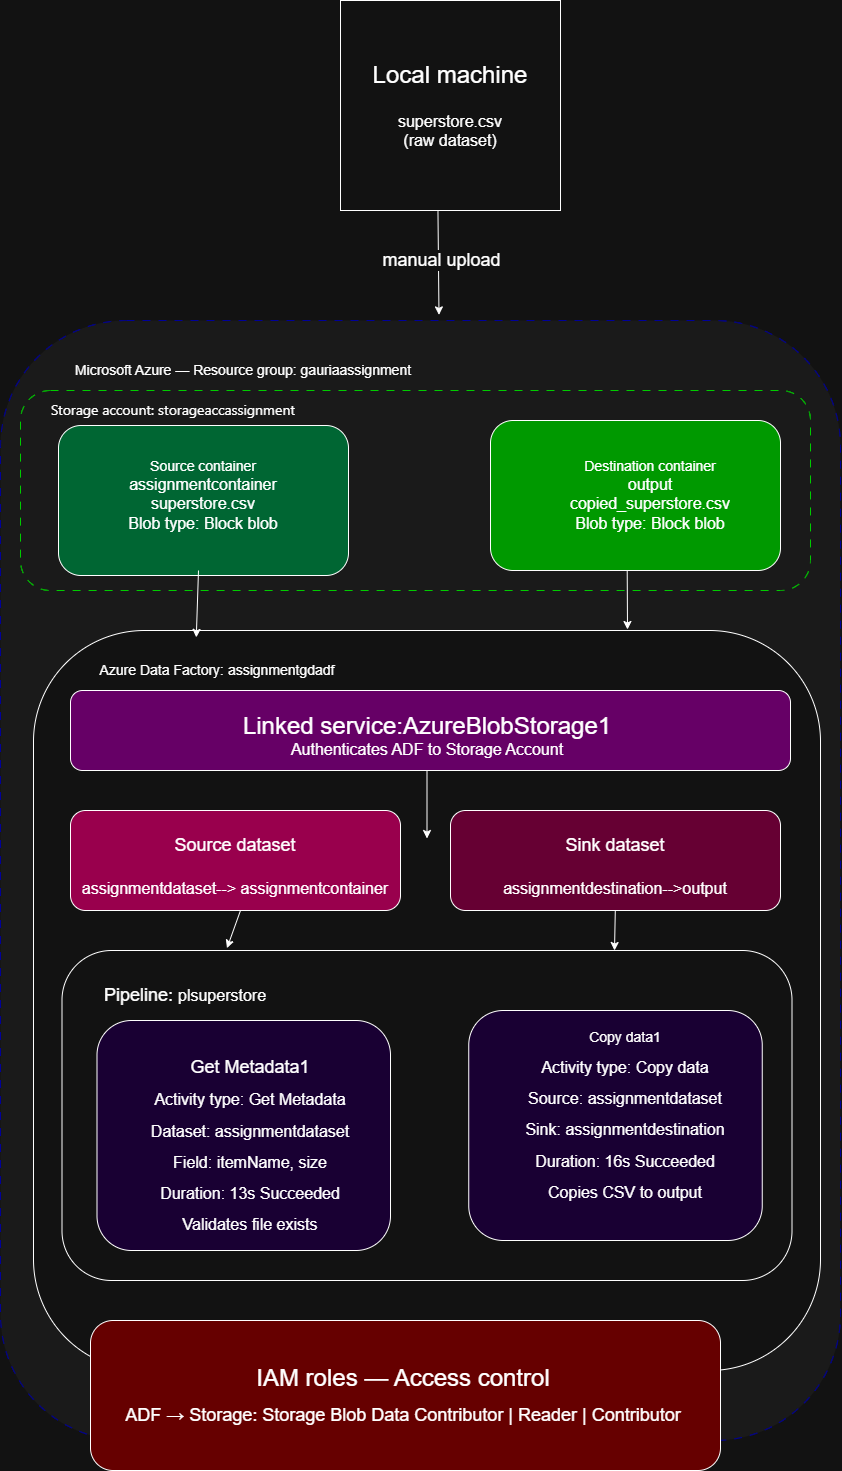 Local machine
superstore.csv
(raw dataset)
manual upload
Microsoft Azure — Resource group: gauriaassignment
Storage account: storageaccassignment
Source container
assignmentcontainer
superstore.csv
Blob type: Block blob
Destination container
output
copied_superstore.csv
Blob type: Block blob
Azure Data Factory: assignmentgdadf
Linked service:AzureBlobStorage1
Authenticates ADF to Storage Account
Source dataset
assignmentdataset--> assignmentcontainer
Sink dataset
assignmentdestination-->output
Pipeline: plsuperstore
Get Metadata1
Activity type: Get Metadata
Dataset: assignmentdataset
Field: itemName, size
Duration: 13s Succeeded
Validates file exists
Copy data1
Activity type: Copy data
Source: assignmentdataset
Sink: assignmentdestination
Duration: 16s Succeeded
Copies CSV to output
IAM roles — Access control
ADF → Storage: Storage Blob Data Contributor | Reader | Contributor